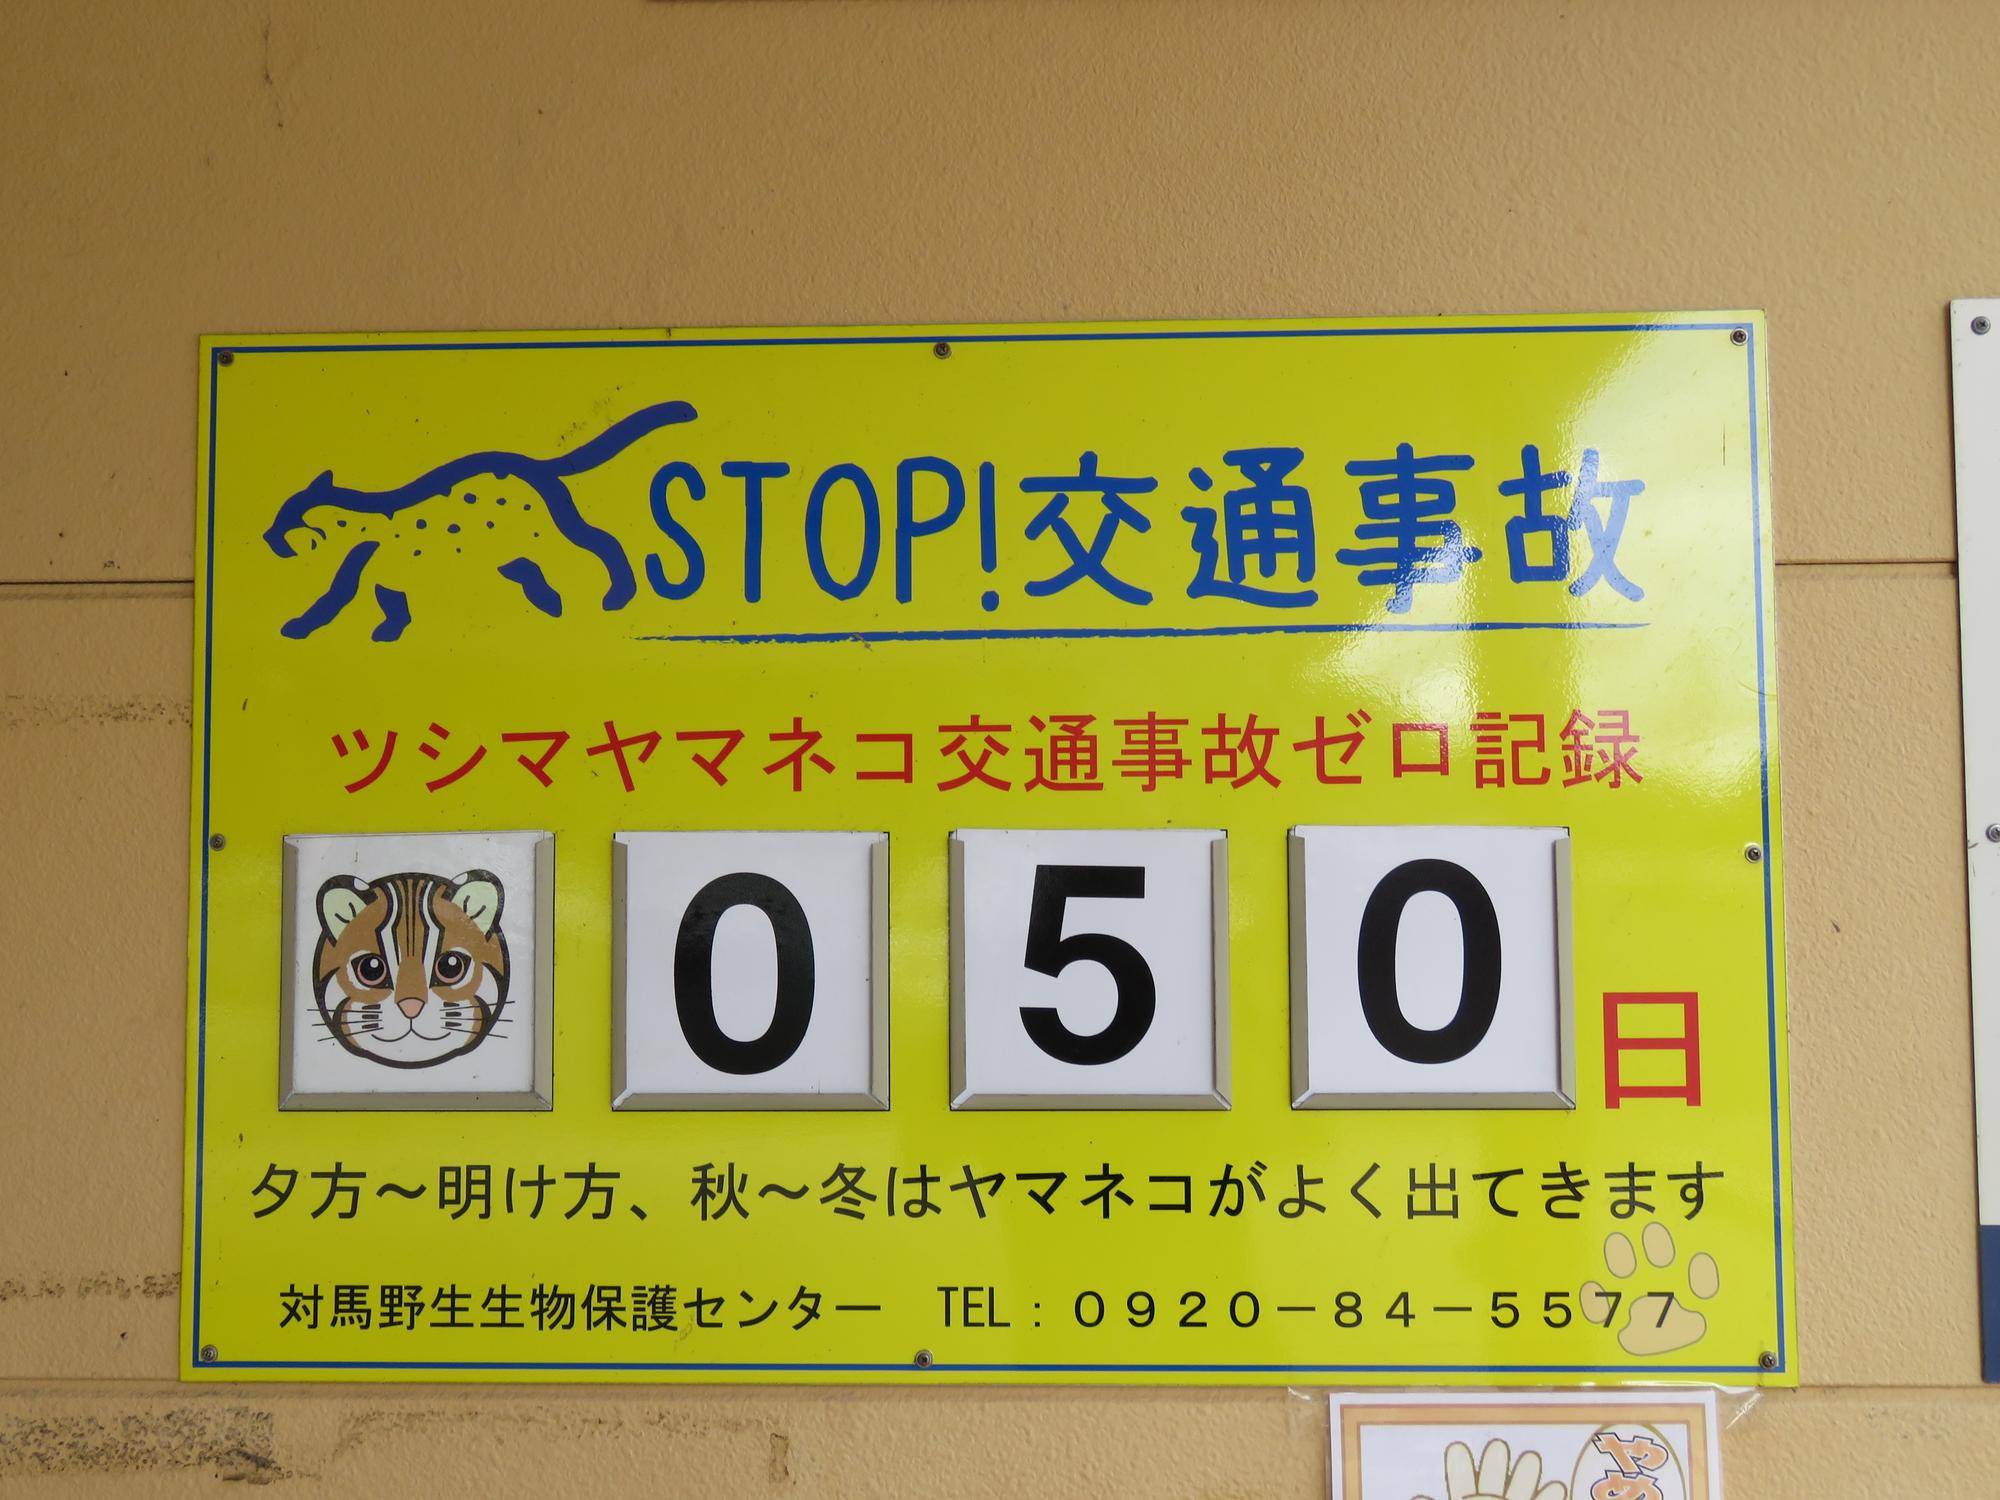 STOP!交通事故
ツシマヤマネコ交通事故ゼロ記録
050日
夕方〜明け方、秋〜冬はヤマネコがよく出てきます
対馬野生生物保護センター　TEL：０９２０－８４－５５７７
やめ